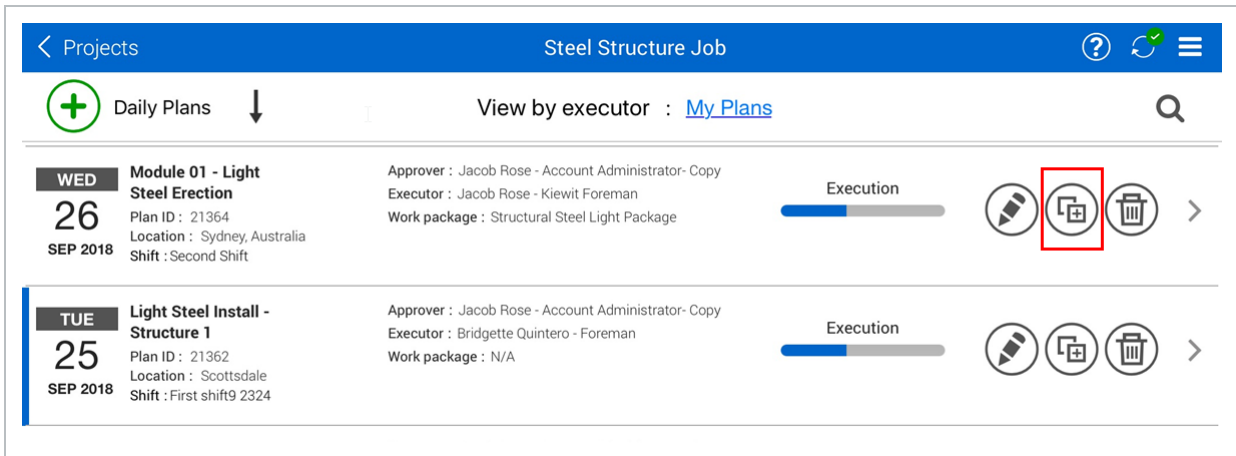 Projects
Steel Structure Job
Daily Plans
View by executor : My Plans
WED
26
SEP 2018
Module 01 - Light
Steel Erection
Plan ID : 21364
Location : Sydney, Australia
Shift : Second Shift
Approver : Jacob Rose - Account Administrator- Copy
Executor : Jacob Rose - Kiewit Foreman
Work package : Structural Steel Light Package
Execution
TUE
25
SEP 2018
Light Steel Install -
Structure 1
Plan ID : 21362
Location : Scottsdale
Shift : First shift9 2324
Approver : Jacob Rose - Account Administrator- Copy
Executor : Bridgette Quintero - Foreman
Work package : N/A
Execution